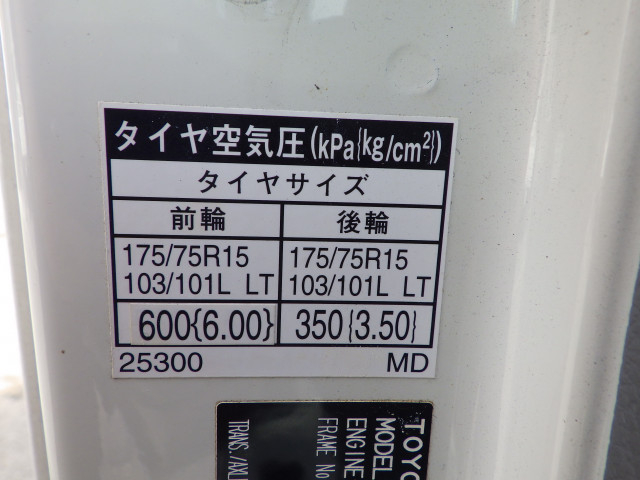 タイヤ空気圧(kPa{kg/cm²})
タイヤサイズ
前輪 後輪
175/75R15 175/75R15
103/101L LT 103/101L LT
600{6.00} 350{3.50}
25300 MD
TOYO
MODEL
ENGINE
FRAME No
TRANS./AXL